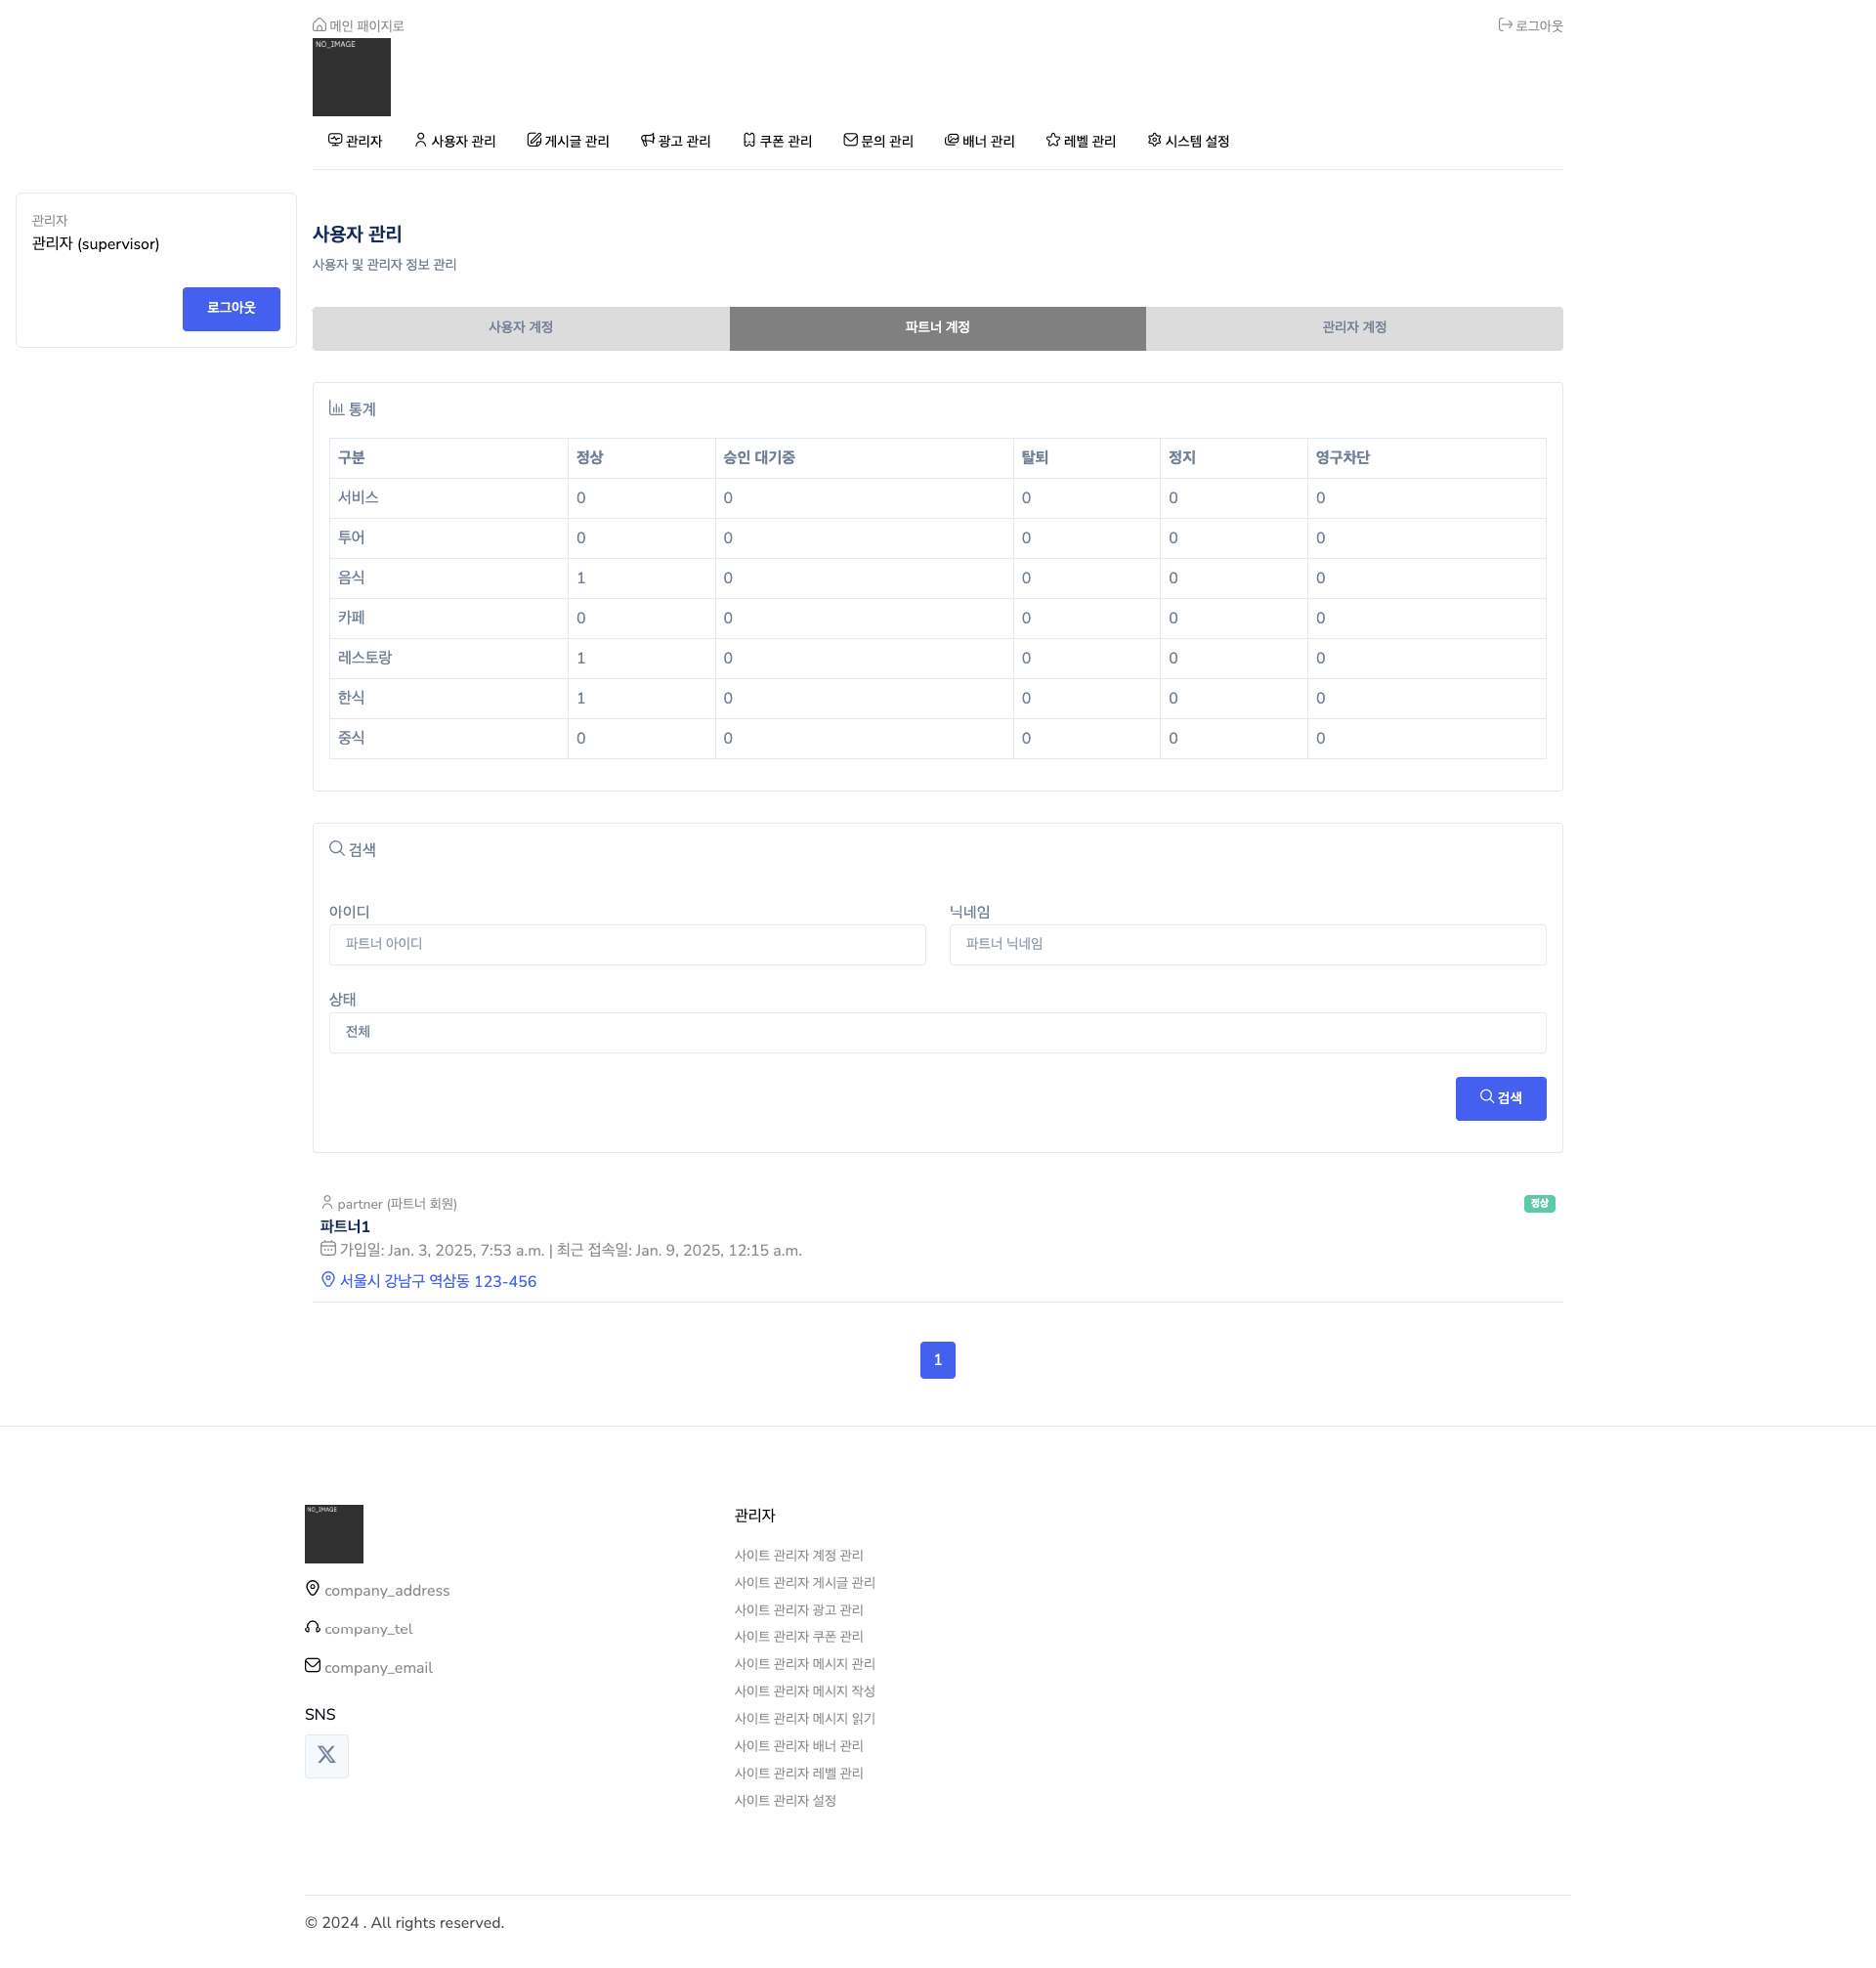 메인 페이지로
로그아웃
NO_IMAGE
관리자 사용자 관리 게시글 관리 광고 관리 쿠폰 관리 문의 관리 배너 관리 레벨 관리 시스템 설정
관리자
관리자 (supervisor)
로그아웃
사용자 관리
사용자 및 관리자 정보 관리
사용자 계정 파트너 계정 관리자 계정
통계
구분 정상 승인 대기중 탈퇴 정지 영구차단
서비스 0 0 0 0 0
투어 0 0 0 0 0
음식 1 0 0 0 0
카페 0 0 0 0 0
레스토랑 1 0 0 0 0
한식 1 0 0 0 0
중식 0 0 0 0 0
검색
아이디 닉네임
파트너 아이디 파트너 닉네임
상태
전체
검색
partner (파트너 회원) 정상
파트너1
가입일: Jan. 3, 2025, 7:53 a.m. | 최근 접속일: Jan. 9, 2025, 12:15 a.m.
서울시 강남구 역삼동 123-456
1
NO_IMAGE
company_address
company_tel
company_email
SNS
관리자
사이트 관리자 계정 관리
사이트 관리자 게시글 관리
사이트 관리자 광고 관리
사이트 관리자 쿠폰 관리
사이트 관리자 메시지 관리
사이트 관리자 메시지 작성
사이트 관리자 메시지 읽기
사이트 관리자 배너 관리
사이트 관리자 레벨 관리
사이트 관리자 설정
© 2024 . All rights reserved.